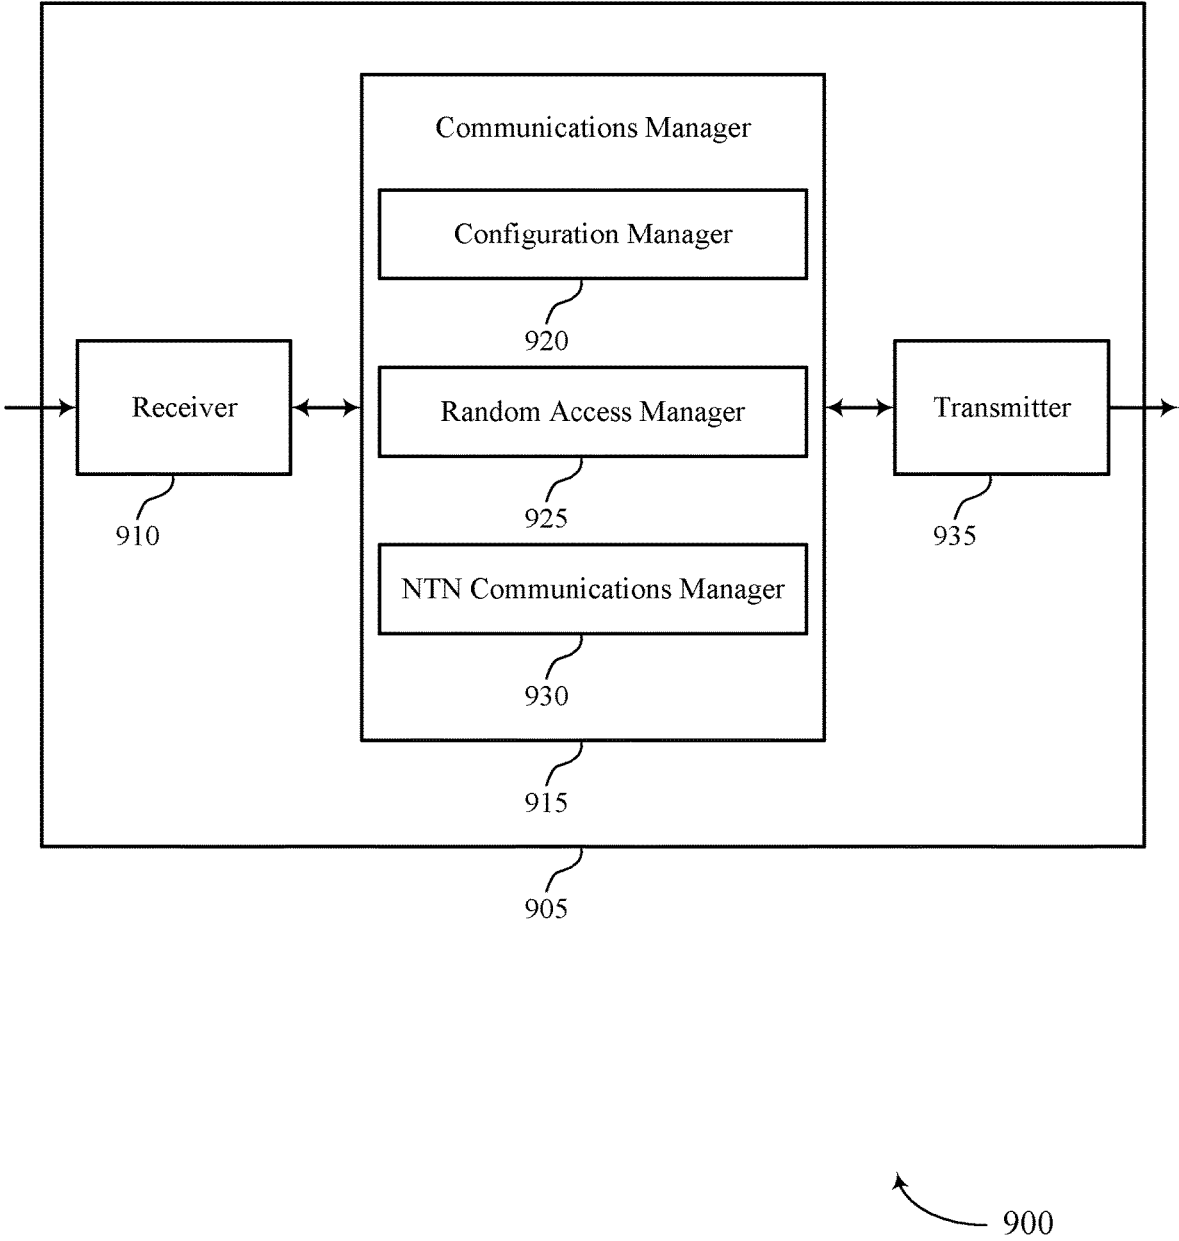 Communications Manager
Configuration Manager
920
Receiver
910
Random Access Manager
925
Transmitter
935
NTN Communications Manager
930
915
905
900